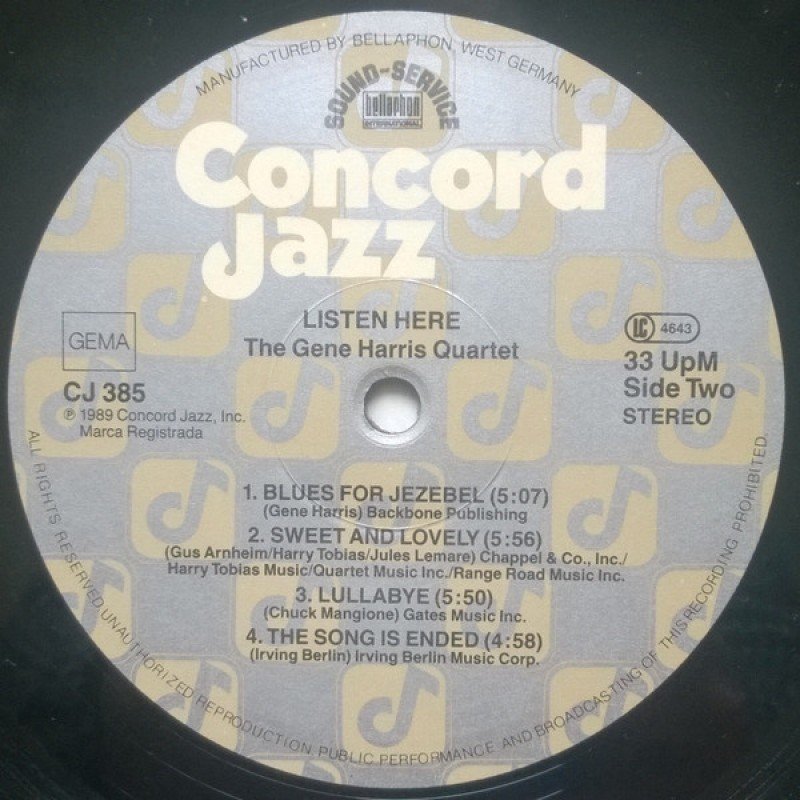 MANUFACTURED BY BELLAPHON, WEST GERMANY
SOUND-SERVICE
bellaphon
INTERNATIONAL
Concord
Jazz
LISTEN HERE
The Gene Harris Quartet
GEMA
CJ 385
℗ 1989 Concord Jazz, Inc.
Marca Registrada
LC 4643
33 UpM
Side Two
STEREO
1. BLUES FOR JEZEBEL (5:07)
(Gene Harris) Backbone Publishing
2. SWEET AND LOVELY (5:56)
(Gus Arnheim/Harry Tobias/Jules Lemare) Chappel & Co., Inc./
Harry Tobias Music/Quartet Music Inc./Range Road Music Inc.
3. LULLABYE (5:50)
(Chuck Mangione) Gates Music Inc.
4. THE SONG IS ENDED (4:58)
(Irving Berlin) Irving Berlin Music Corp.
ALL RIGHTS RESERVED UNAUTHORIZED REPRODUCTION, PUBLIC PERFORMANCE AND BROADCASTING OF THIS RECORDING PROHIBITED.